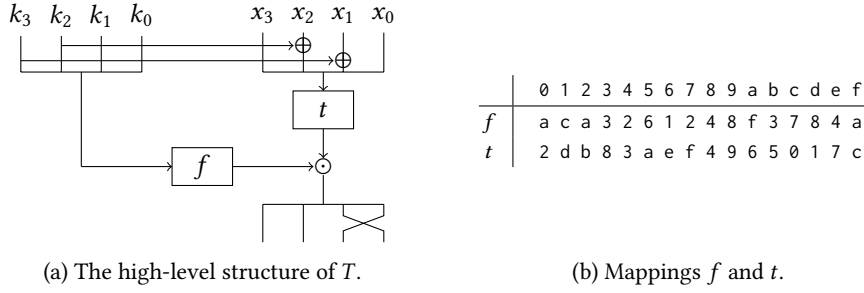 k₃ k₂ k₁ k₀ x₃ x₂ x₁ x₀
t
f
(a) The high-level structure of T.
0 1 2 3 4 5 6 7 8 9 a b c d e f
f a c a 3 2 6 1 2 4 8 f 3 7 8 4 a
t 2 d b 8 3 a e f 4 9 6 5 0 1 7 c
(b) Mappings f and t.